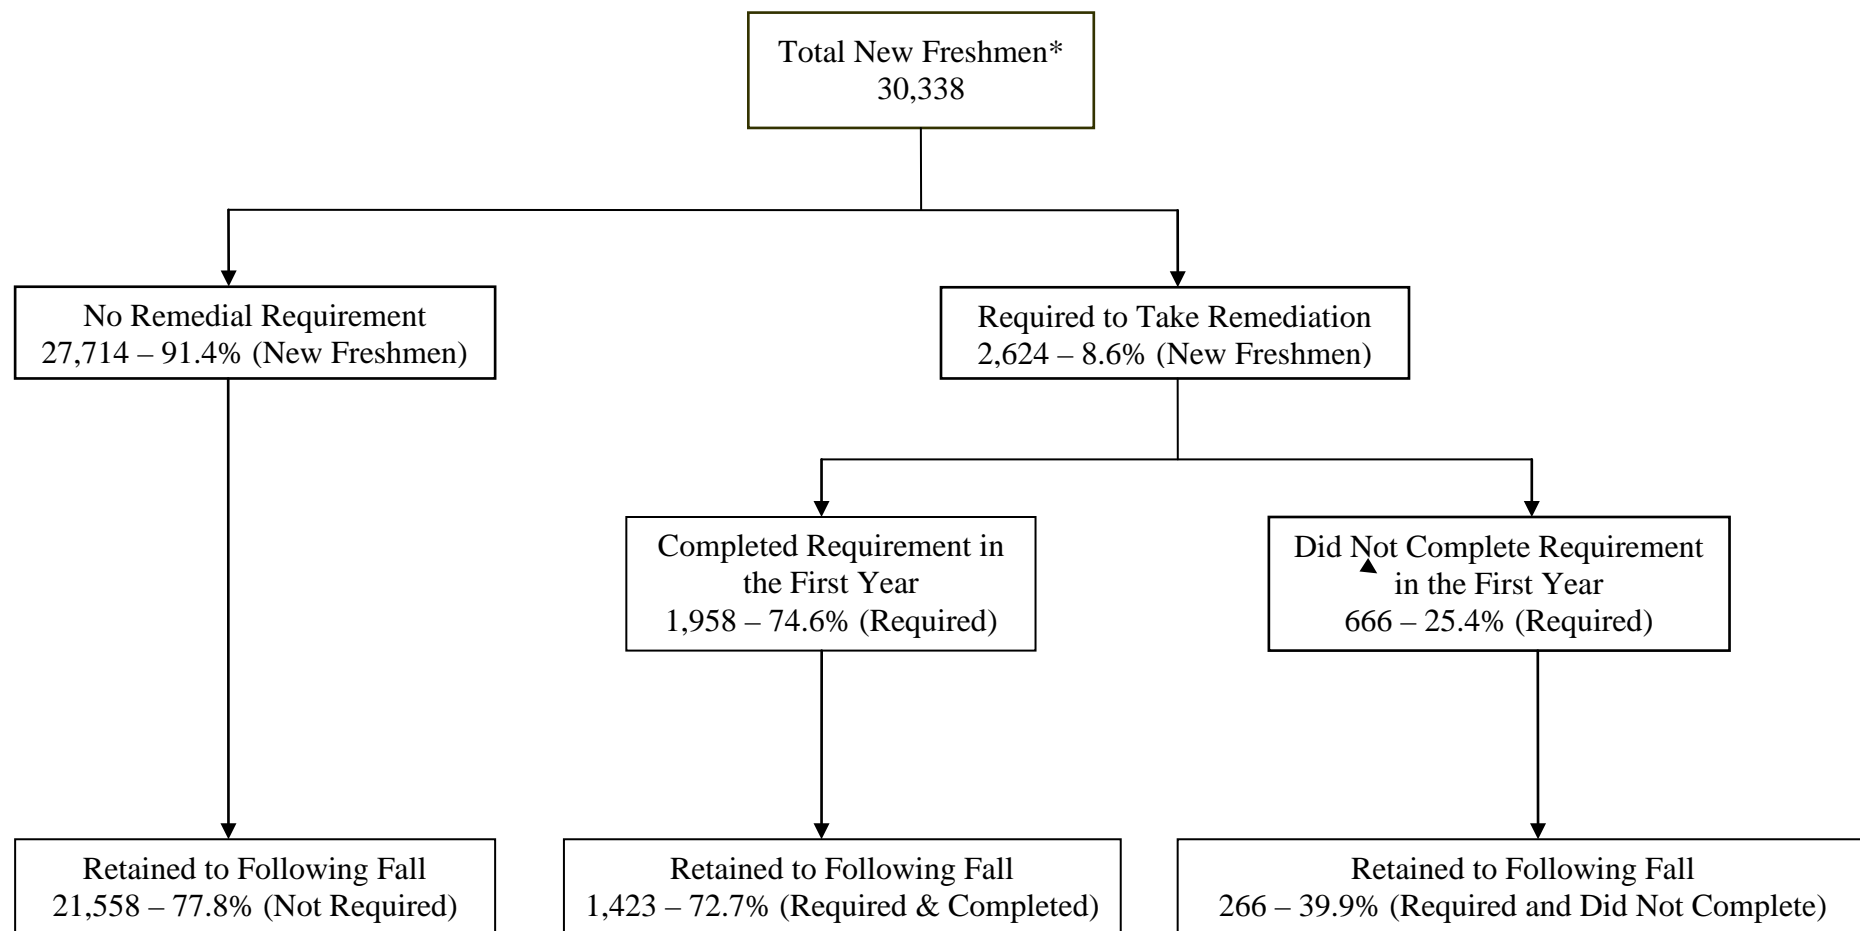 Total New Freshmen*
30,338
No Remedial Requirement
27,714 – 91.4% (New Freshmen)
Required to Take Remediation
2,624 – 8.6% (New Freshmen)
Completed Requirement in
the First Year
1,958 – 74.6% (Required)
Did Not Complete Requirement
in the First Year
666 – 25.4% (Required)
Retained to Following Fall
21,558 – 77.8% (Not Required)
Retained to Following Fall
1,423 – 72.7% (Required & Completed)
Retained to Following Fall
266 – 39.9% (Required and Did Not Complete)